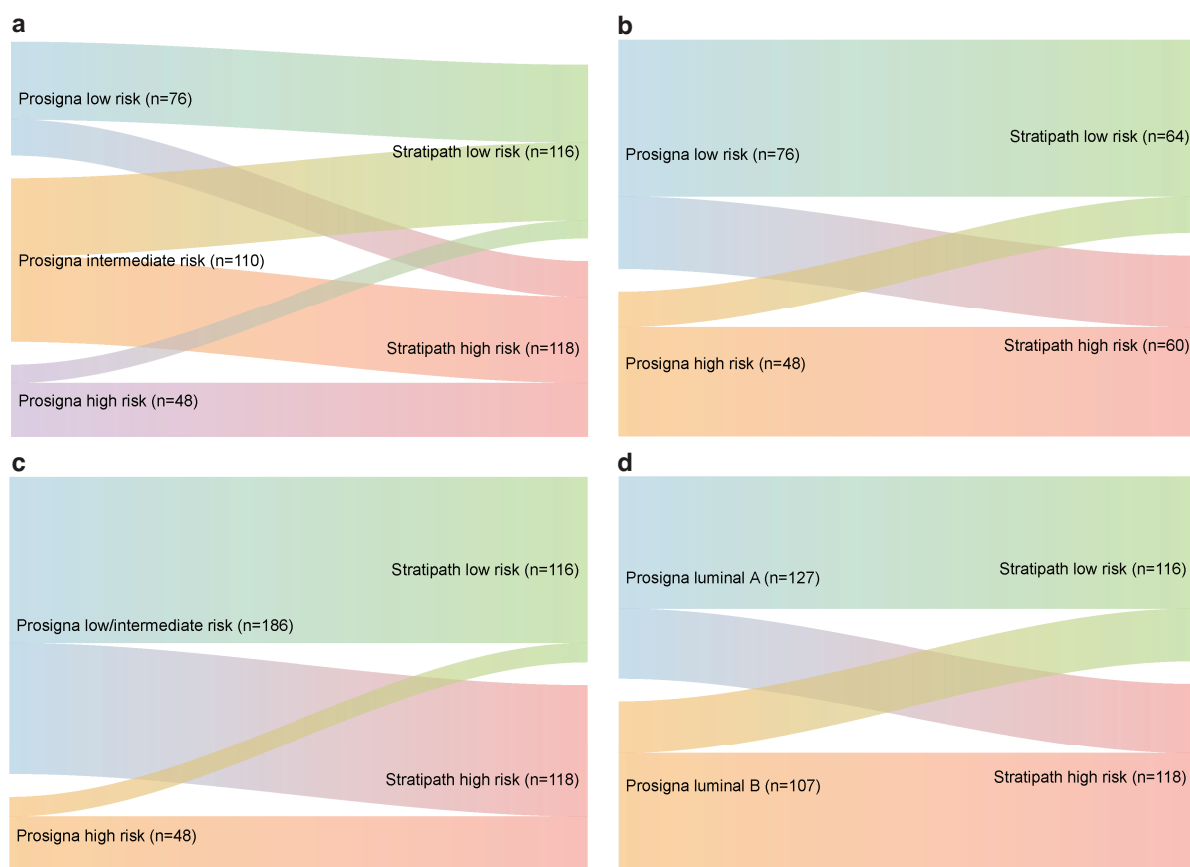 a
Prosigna low risk (n=76)
Stratipath low risk (n=116)
Prosigna intermediate risk (n=110)
Stratipath high risk (n=118)
Prosigna high risk (n=48)
b
Stratipath low risk (n=64)
Prosigna low risk (n=76)
Stratipath high risk (n=60)
Prosigna high risk (n=48)
c
Stratipath low risk (n=116)
Prosigna low/intermediate risk (n=186)
Stratipath high risk (n=118)
Prosigna high risk (n=48)
d
Stratipath low risk (n=116)
Prosigna luminal A (n=127)
Stratipath high risk (n=118)
Prosigna luminal B (n=107)